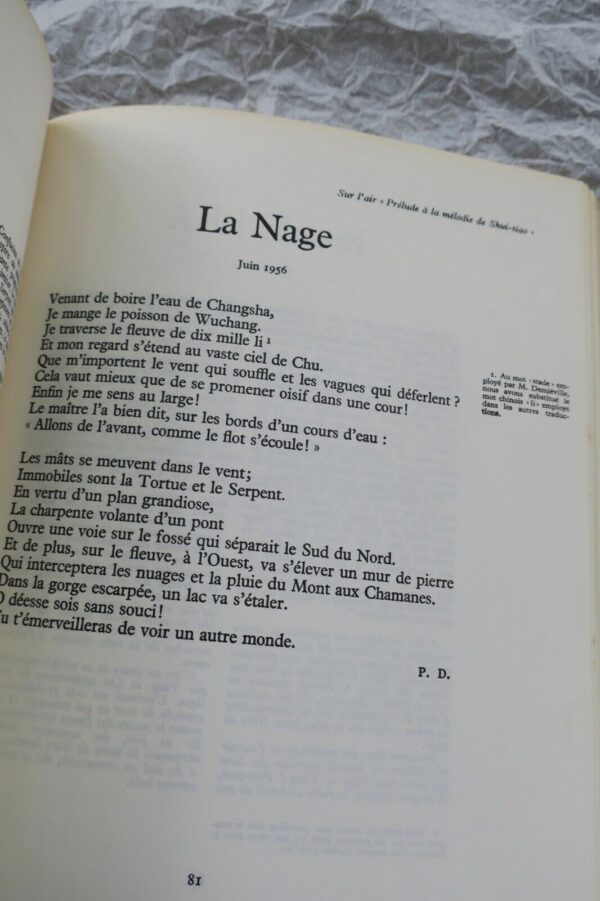 Sur l'air « Prélude à la mélodie de Shui-tiao »
La Nage
Juin 1956
Venant de boire l'eau de Changsha,
Je mange le poisson de Wuchang.
Je traverse le fleuve de dix mille li ¹
Et mon regard s'étend au vaste ciel de Chu.
Que m'importent le vent qui souffle et les vagues qui déferlent ?
Cela vaut mieux que de se promener oisif dans une cour!
Enfin je me sens au large!
Le maître l'a bien dit, sur les bords d'un cours d'eau :
« Allons de l'avant, comme le flot s'écoule! »
Les mâts se meuvent dans le vent;
Immobiles sont la Tortue et le Serpent.
En vertu d'un plan grandiose,
La charpente volante d'un pont
Ouvre une voie sur le fossé qui séparait le Sud du Nord.
Et de plus, sur le fleuve, à l'Ouest, va s'élever un mur de pierre
Qui interceptera les nuages et la pluie du Mont aux Chamanes.
Dans la gorge escarpée, un lac va s'étaler.
O déesse sois sans souci!
Tu t'émerveilleras de voir un autre monde.
P. D.
1. Au mot « stade » em-
ployé par M. Demiéville,
nous avons substitué le
mot chinois « li » employé
dans les autres traduc-
tions.
81